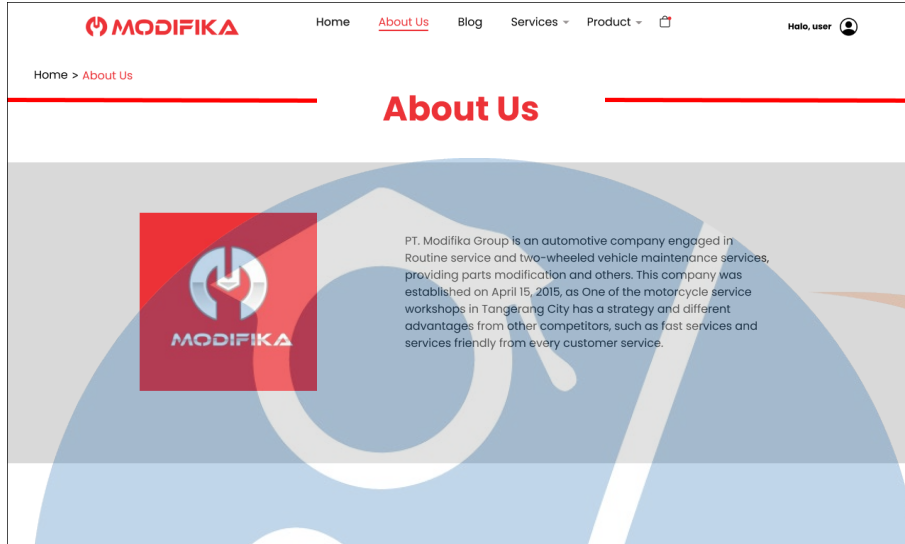 MODIFIKA
Home About Us Blog Services Product
Halo, user
Home > About Us
About Us
MODIFIKA
PT. Modifika Group is an automotive company engaged in
Routine service and two-wheeled vehicle maintenance services,
providing parts modification and others. This company was
established on April 15, 2015, as One of the motorcycle service
workshops in Tangerang City has a strategy and different
advantages from other competitors, such as fast services and
services friendly from every customer service.